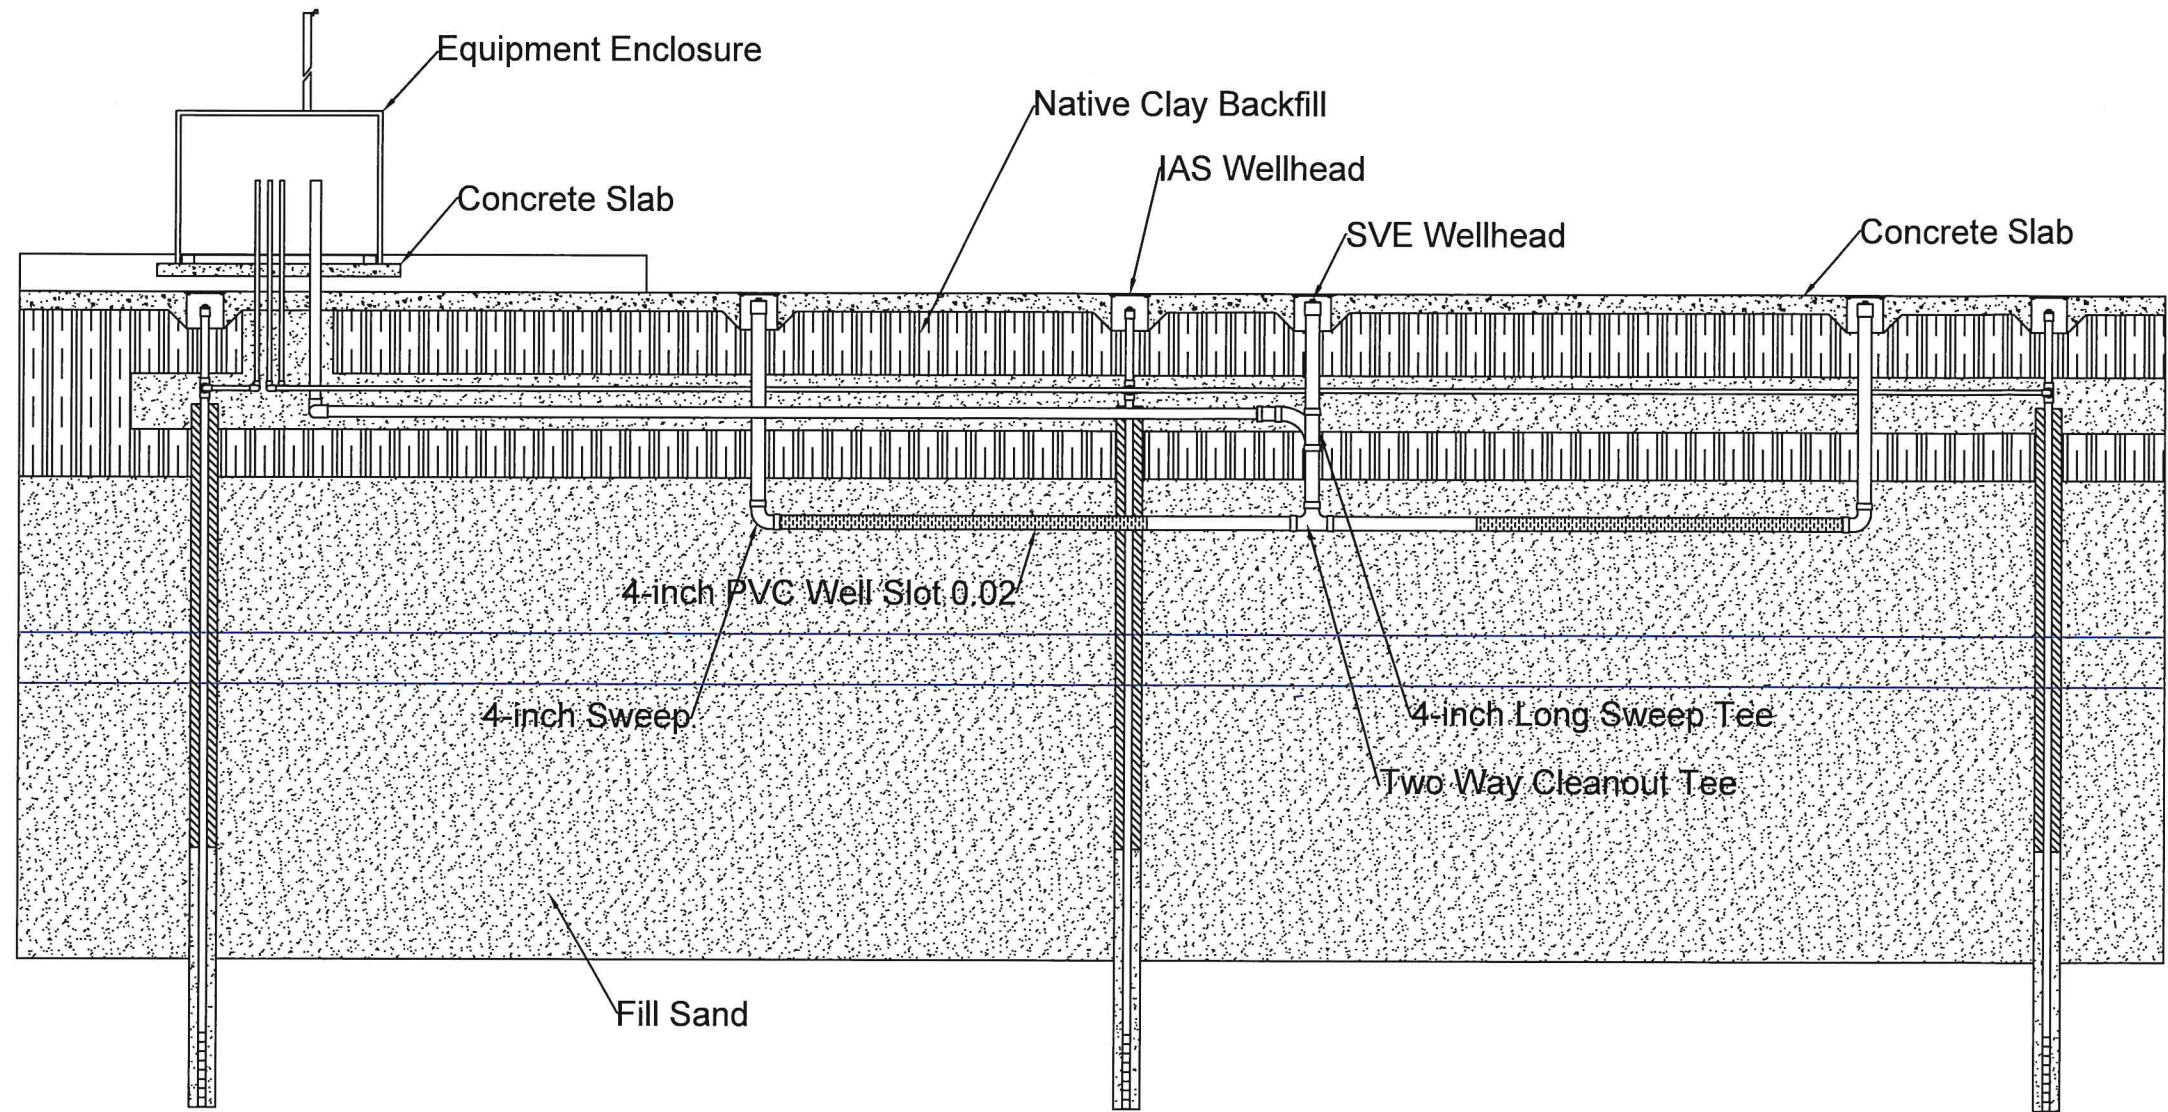 Equipment Enclosure
Native Clay Backfill
IAS Wellhead
Concrete Slab
SVE Wellhead
Concrete Slab
4-inch PVC Well Slot 0.02
4-inch Sweep
4-inch Long Sweep Tee
Two Way Cleanout Tee
Fill Sand